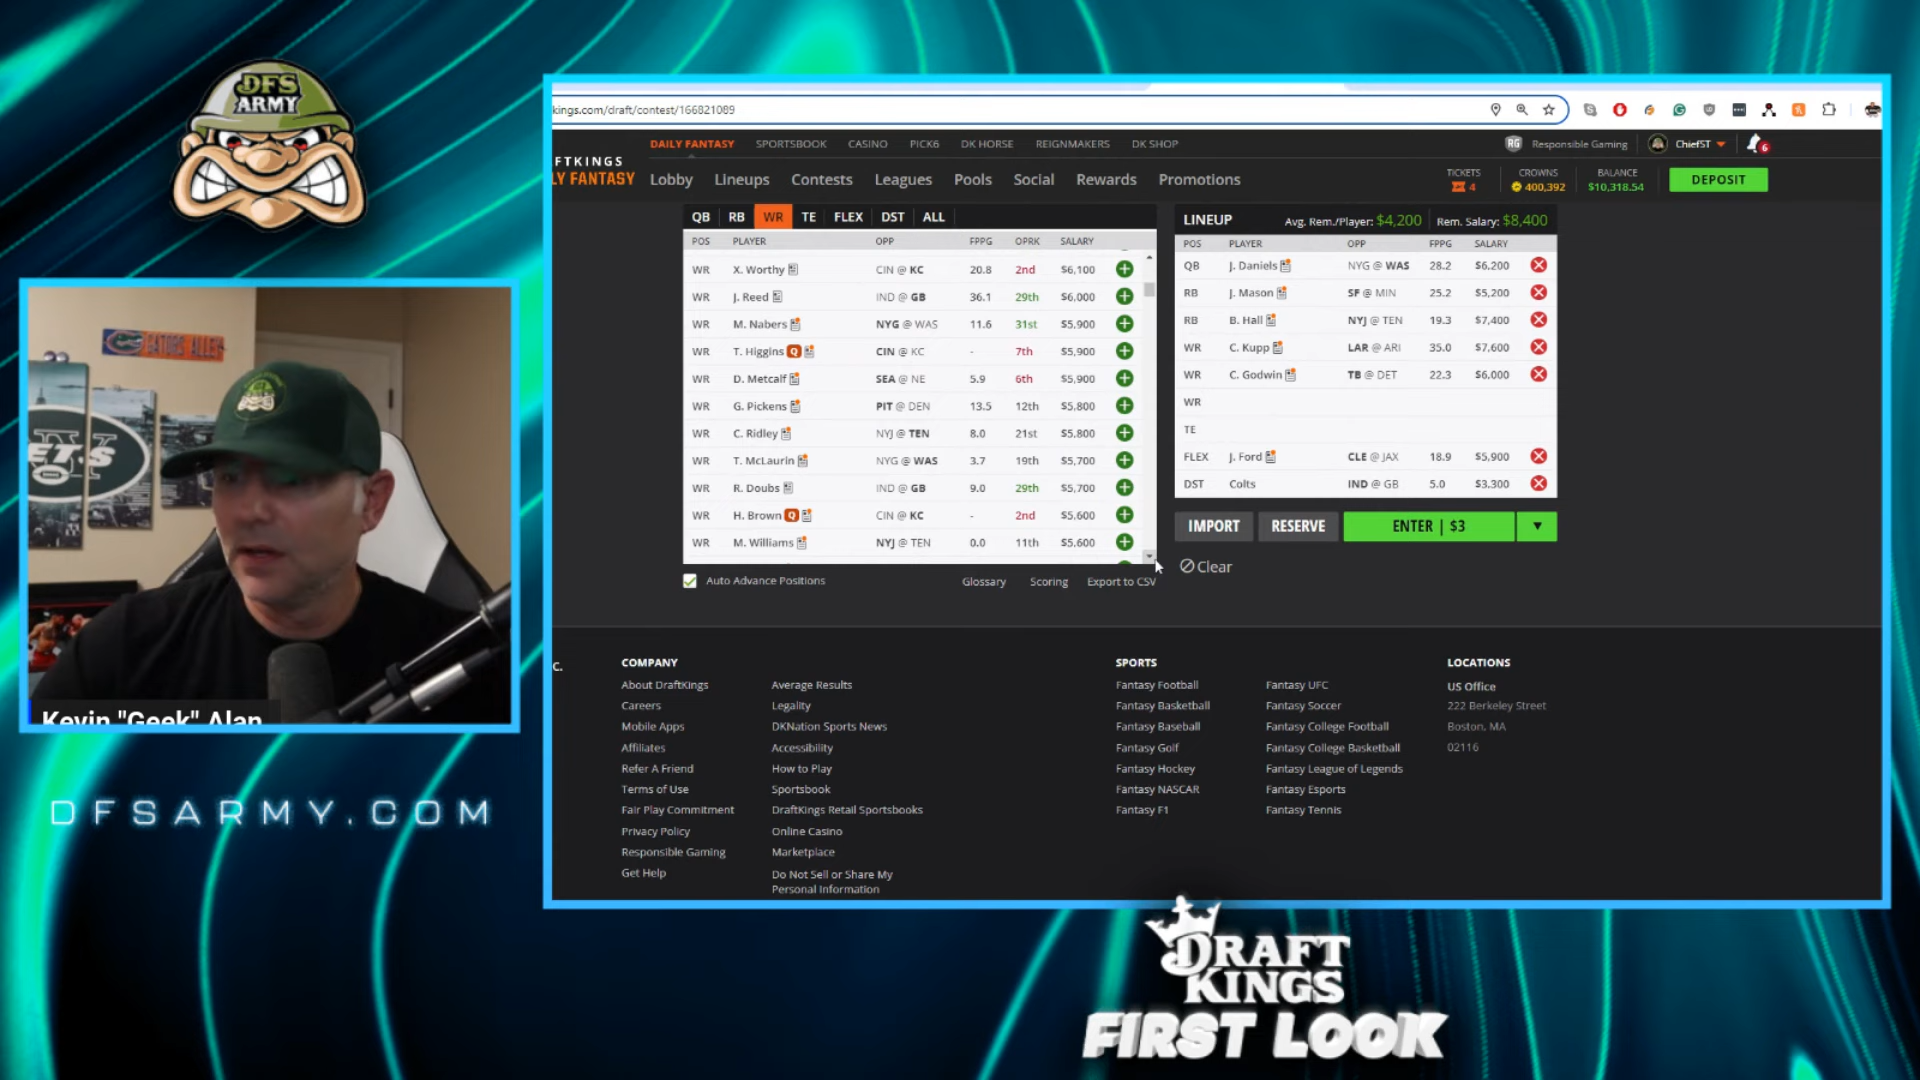 DFS
ARMY
GATORS ALLEY
JETS
Kevin "Geek" Alan
DFSARMY.COM
kings.com/draft/contest/166821089
DAILY FANTASY SPORTSBOOK CASINO PICK6 DK HORSE REIGNMAKERS DK SHOP
RG Responsible Gaming ChiefST 6
FTKINGS
LY FANTASY
Lobby Lineups Contests Leagues Pools Social Rewards Promotions
TICKETS 4 CROWNS 400,392 BALANCE $10,318.54 DEPOSIT
QB RB WR TE FLEX DST ALL
POS PLAYER OPP FPPG OPRK SALARY
WR X. Worthy CIN @ KC 20.8 2nd $6,100
WR J. Reed IND @ GB 36.1 29th $6,000
WR M. Nabers NYG @ WAS 11.6 31st $5,900
WR T. Higgins Q CIN @ KC - 7th $5,900
WR D. Metcalf SEA @ NE 5.9 6th $5,900
WR G. Pickens PIT @ DEN 13.5 12th $5,800
WR C. Ridley NYJ @ TEN 8.0 21st $5,800
WR T. McLaurin NYG @ WAS 3.7 19th $5,700
WR R. Doubs IND @ GB 9.0 29th $5,700
WR H. Brown Q CIN @ KC - 2nd $5,600
WR M. Williams NYJ @ TEN 0.0 11th $5,600
Auto Advance Positions Glossary Scoring Export to CSV
LINEUP Avg. Rem./Player: $4,200 Rem. Salary: $8,400
POS PLAYER OPP FPPG SALARY
QB J. Daniels NYG @ WAS 28.2 $6,200
RB J. Mason SF @ MIN 25.2 $5,200
RB B. Hall NYJ @ TEN 19.3 $7,400
WR C. Kupp LAR @ ARI 35.0 $7,600
WR C. Godwin TB @ DET 22.3 $6,000
WR
TE
FLEX J. Ford CLE @ JAX 18.9 $5,900
DST Colts IND @ GB 5.0 $3,300
IMPORT RESERVE ENTER | $3
Clear
C.
COMPANY
About DraftKings
Careers
Mobile Apps
Affiliates
Refer A Friend
Terms of Use
Fair Play Commitment
Privacy Policy
Responsible Gaming
Get Help
Average Results
Legality
DKNation Sports News
Accessibility
How to Play
Sportsbook
DraftKings Retail Sportsbooks
Online Casino
Marketplace
Do Not Sell or Share My
Personal Information
SPORTS
Fantasy Football
Fantasy Basketball
Fantasy Baseball
Fantasy Golf
Fantasy Hockey
Fantasy NASCAR
Fantasy F1
Fantasy UFC
Fantasy Soccer
Fantasy College Football
Fantasy College Basketball
Fantasy League of Legends
Fantasy Esports
Fantasy Tennis
LOCATIONS
US Office
222 Berkeley Street
Boston, MA
02116
DRAFT
KINGS
FIRST LOOK